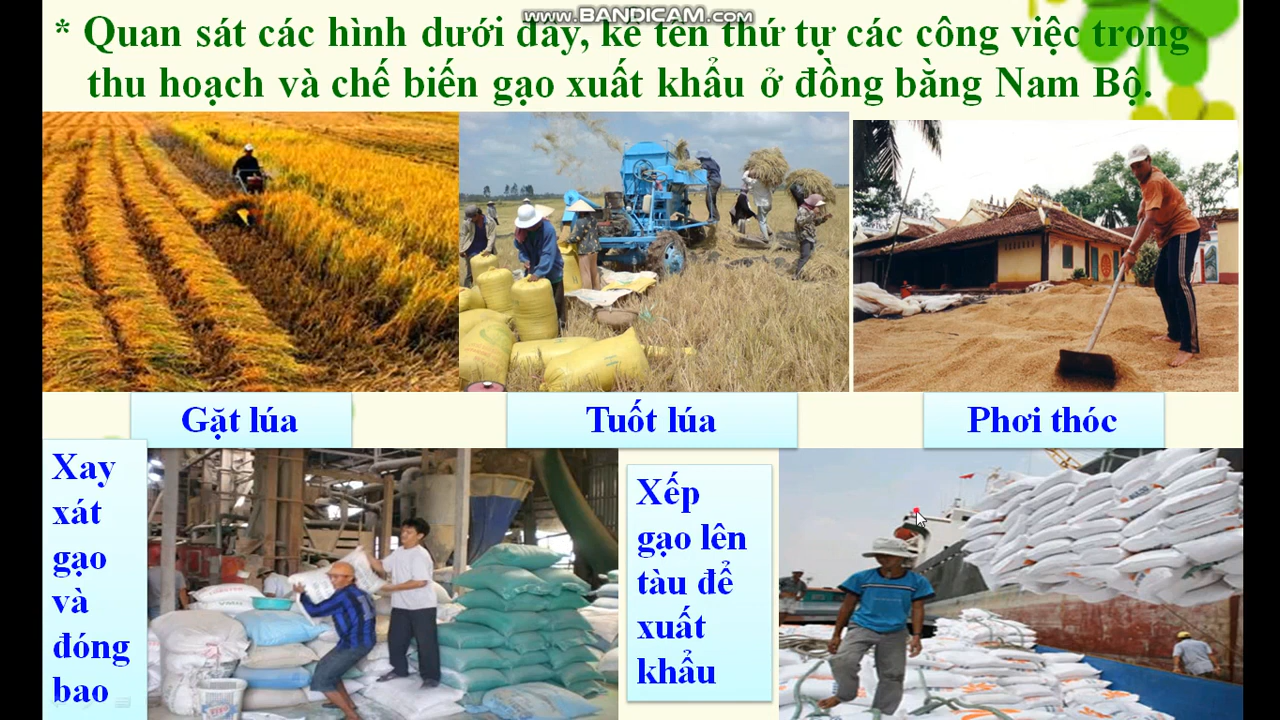 www.BANDICAM.com
* Quan sát các hình dưới đây, kể tên thứ tự các công việc trong
thu hoạch và chế biến gạo xuất khẩu ở đồng bằng Nam Bộ.
Gặt lúa
Tuốt lúa
Phơi thóc
Xay
xát
gạo
và
đóng
bao
Xếp
gạo lên
tàu để
xuất
khẩu